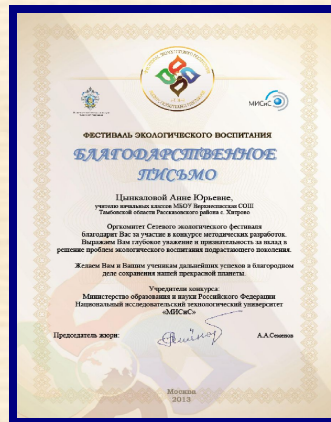 МИСиС
ФЕСТИВАЛЬ ЭКОЛОГИЧЕСКОГО ВОСПИТАНИЯ
БЛАГОДАРСТВЕННОЕ
ПИСЬМО
Цынкаловой Анне Юрьевне,
учителю начальных классов МБОУ Верхнеспасская СОШ
Тамбовской области Рассказовского района с. Хитрово
Оргкомитет Сетевого экологического фестиваля
благодарит Вас за участие в конкурсе методических разработок.
Выражаем Вам глубокое уважение и признательность за вклад в
решение проблем экологического воспитания подрастающего поколения.
Желаем Вам и Вашим ученикам дальнейших успехов в благородном
деле сохранения нашей прекрасной планеты.
Учредители конкурса:
Министерство образования и науки Российского Федерации
Национальный исследовательский технологический университет
«МИСиС»
Председатель жюри:
А.А.Семенов
Москва
2013